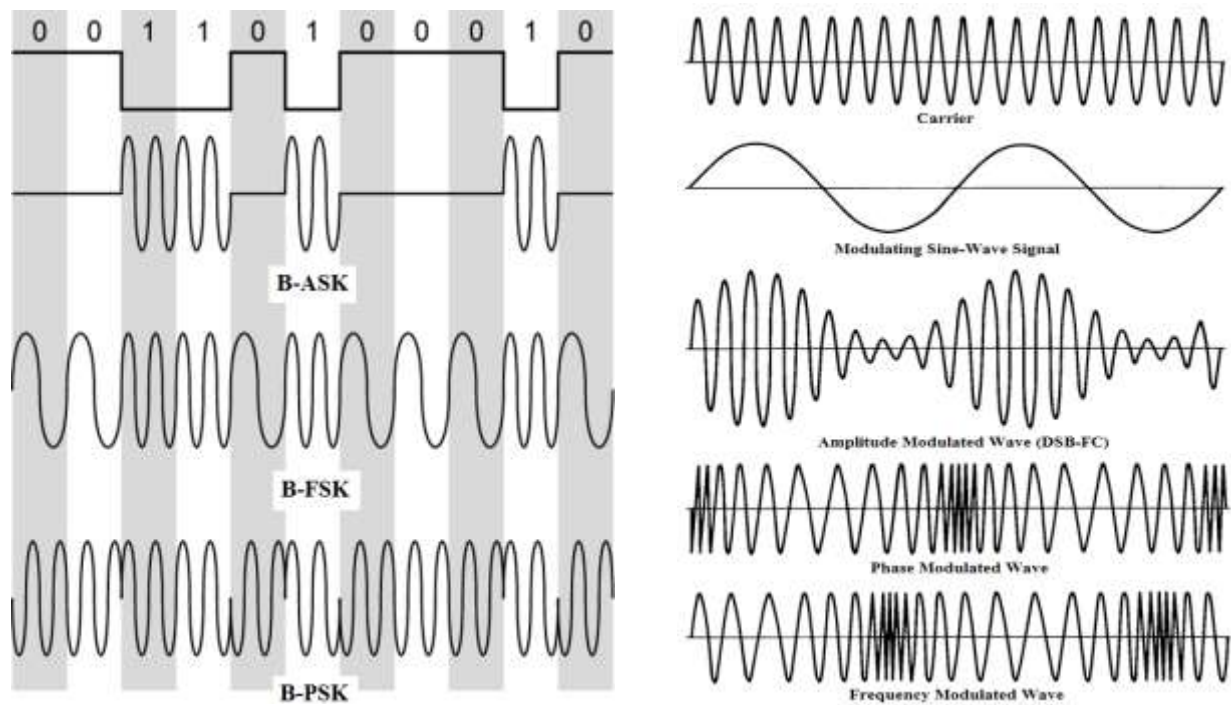 0 0 1 1 0 1 0 0 0 1 0
B-ASK
B-FSK
B-PSK
Carrier
Modulating Sine-Wave Signal
Amplitude Modulated Wave (DSB-FC)
Phase Modulated Wave
Frequency Modulated Wave